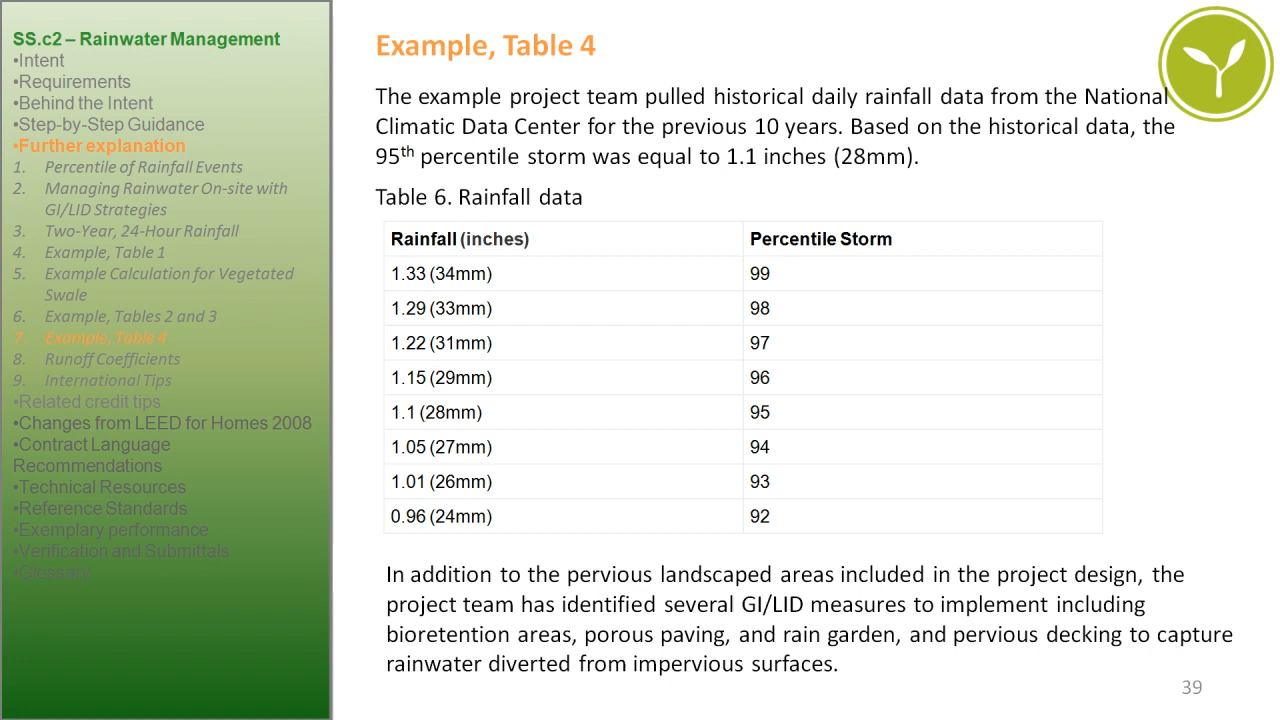 SS.c2 – Rainwater Management
•Intent
•Requirements
•Behind the Intent
•Step-by-Step Guidance
•Further explanation
1. Percentile of Rainfall Events
2. Managing Rainwater On-site with
GI/LID Strategies
3. Two-Year, 24-Hour Rainfall
4. Example, Table 1
5. Example Calculation for Vegetated
Swale
6. Example, Tables 2 and 3
7. Example, Table 4
8. Runoff Coefficients
9. International Tips
•Related credit tips
•Changes from LEED for Homes 2008
•Contract Language
Recommendations
•Technical Resources
•Reference Standards
•Exemplary performance
•Verification and Submittals
•Glossary
Example, Table 4
The example project team pulled historical daily rainfall data from the National
Climatic Data Center for the previous 10 years. Based on the historical data, the
95th percentile storm was equal to 1.1 inches (28mm).
Table 6. Rainfall data
Rainfall (inches) Percentile Storm
1.33 (34mm) 99
1.29 (33mm) 98
1.22 (31mm) 97
1.15 (29mm) 96
1.1 (28mm) 95
1.05 (27mm) 94
1.01 (26mm) 93
0.96 (24mm) 92
In addition to the pervious landscaped areas included in the project design, the
project team has identified several GI/LID measures to implement including
bioretention areas, porous paving, and rain garden, and pervious decking to capture
rainwater diverted from impervious surfaces.
39